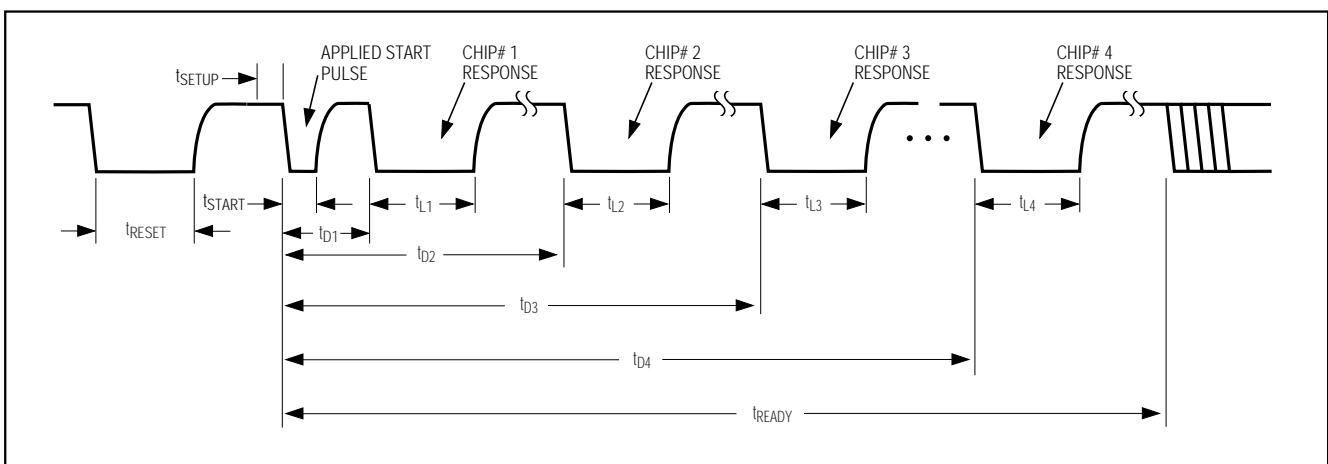 APPLIED START
PULSE
CHIP# 1
RESPONSE
CHIP# 2
RESPONSE
CHIP# 3
RESPONSE
CHIP# 4
RESPONSE
tSETUP
tSTART
tRESET
tL1
tL2
tL3
tL4
tD1
tD2
tD3
tD4
tREADY